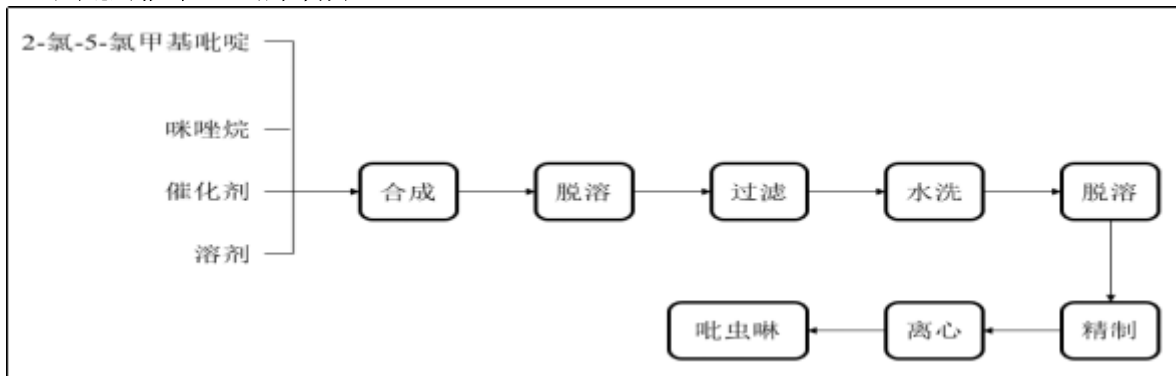 2-氯-5-氯甲基吡啶
咪唑烷
催化剂
溶剂
合成
脱溶
过滤
水洗
脱溶
吡虫啉
离心
精制